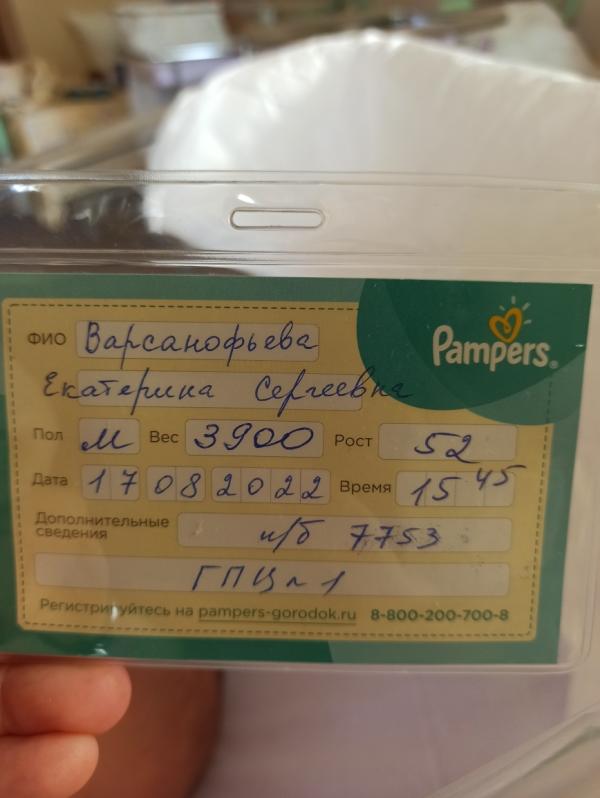 Pampers®
ФИО Варсанофьева
Екатерина Сергеевна
Пол М Вес 3900 Рост 52
Дата 17 08 2022 Время 15 45
Дополнительные сведения и/б 7753
ГПЦ n 1
Регистрируйтесь на pampers-gorodok.ru 8-800-200-700-8